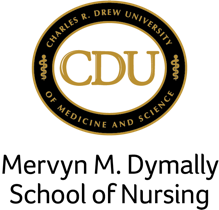 CHARLES R. DREW UNIVERSITY
CDU
OF MEDICINE AND SCIENCE
Mervyn M. Dymally
School of Nursing